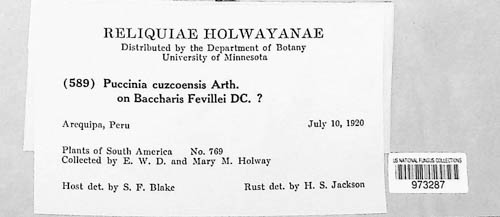 RELIQUIAE HOLWAYANAE
Distributed by the Department of Botany
University of Minnesota
(589) Puccinia cuzcoensis Arth.
on Baccharis Fevillei DC. ?
Arequipa, Peru July 10, 1920
Plants of South America No. 769
Collected by E. W. D. and Mary M. Holway
Host det. by S. F. Blake Rust det. by H. S. Jackson
US NATIONAL FUNGUS COLLECTIONS
973287